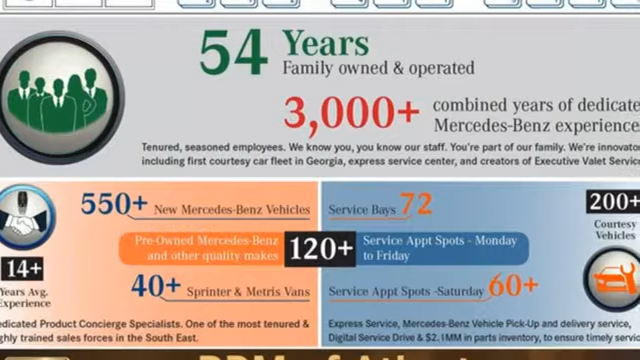 54 Years
Family owned & operated
3,000+ combined years of dedicate
Mercedes-Benz experience
Tenured, seasoned employees. We know you, you know our staff. You're part of our family. We're innovator
including first courtesy car fleet in Georgia, express service center, and creators of Executive Valet Servic
550+ New Mercedes-Benz Vehicles
Pre-Owned Mercedes-Benz
and other quality makes
120+
40+ Sprinter & Metris Vans
14+
Years Avg.
Experience
edicated Product Concierge Specialists. One of the most tenured &
ghly trained sales forces in the South East.
Service Bays 72
Service Appt Spots - Monday
to Friday
Service Appt Spots -Saturday 60+
200+
Courtesy
Vehicles
Express Service, Mercedes-Benz Vehicle Pick-Up and delivery service,
Digital Service Drive & $2.1MM in parts inventory, to ensure timely servi